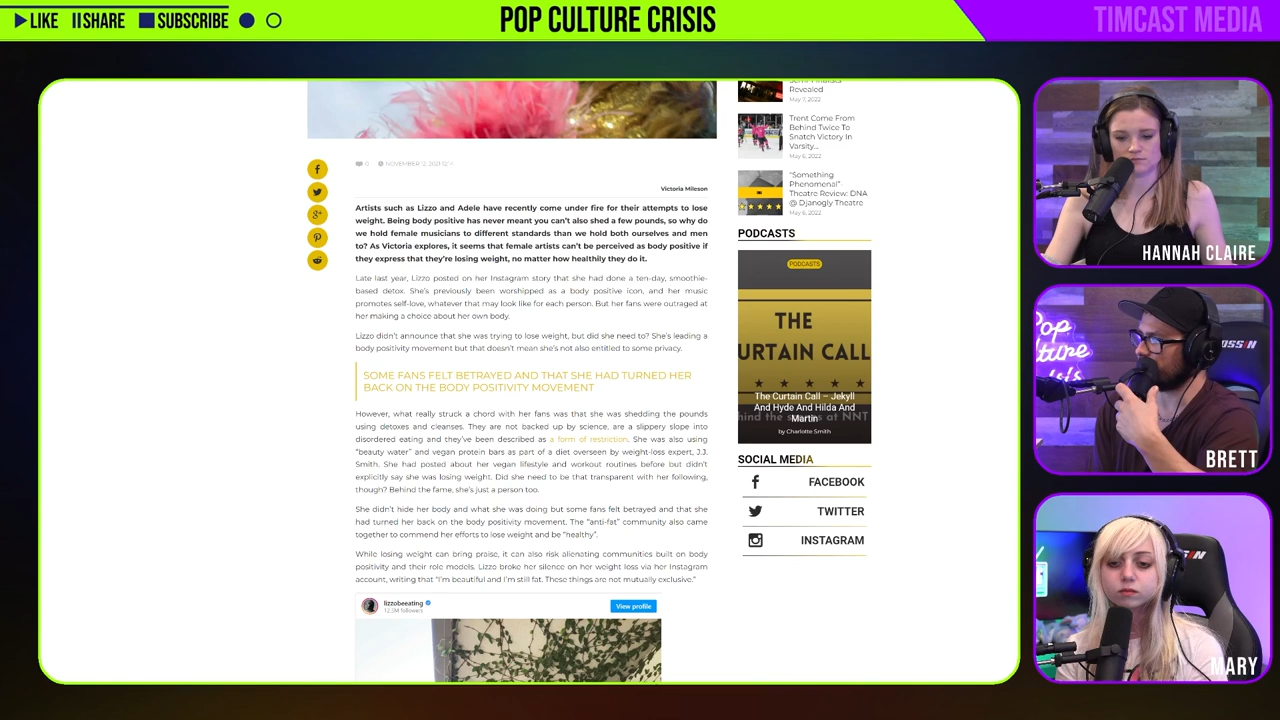 LIKE
SHARE
SUBSCRIBE
POP CULTURE CRISIS
TIMCAST MEDIA
0
NOVEMBER 12, 2021
Victoria Mileson
Artists such as Lizzo and Adele have recently come under fire for their attempts to lose
weight. Being body positive has never meant you can't also shed a few pounds, so why do
we hold female musicians to different standards than we hold both ourselves and men
to? As Victoria explores, it seems that female artists can't be perceived as body positive if
they express that they're losing weight, no matter how healthily they do it.
Late last year, Lizzo posted on her Instagram story that she had done a ten-day, smoothie-
based detox. She's previously been worshipped as a body positive icon, and her music
promotes self-love, whatever that may look like for each person. But her fans were outraged at
her making a choice about her own body.
Lizzo didn't announce that she was trying to lose weight, but did she need to? She's leading a
body positivity movement but that doesn't mean she's not also entitled to some privacy.
SOME FANS FELT BETRAYED AND THAT SHE HAD TURNED HER
BACK ON THE BODY POSITIVITY MOVEMENT
However, what really struck a chord with her fans was that she was shedding the pounds
using detoxes and cleanses. They are not backed up by science, are a slippery slope into
disordered eating and they've been described as a form of restriction. She was also using
"beauty water" and vegan protein bars as part of a diet overseen by weight-loss expert, J.J.
Smith. She had posted about her vegan lifestyle and workout routines before but didn't
explicitly say she was losing weight. Did she need to be that transparent with her following,
though? Behind the fame, she's just a person too.
She didn't hide her body and what she was doing but some fans felt betrayed and that she
had turned her back on the body positivity movement. The "anti-fat" community also came
together to commend her efforts to lose weight and be "healthy".
While losing weight can bring praise, it can also risk alienating communities built on body
positivity and their role models. Lizzo broke her silence on her weight loss via her Instagram
account, writing that "I'm beautiful and I'm still fat. These things are not mutually exclusive."
lizzobeeating
View profile
12.1M followers
Semi-Finalists
Revealed
May 7, 2022
Trent Come From
Behind Twice To
Snatch Victory In
Varsity...
May 6, 2022
"Something
Phenomenal":
Theatre Review: DNA
@ Djanogly Theatre
May 6, 2022
PODCASTS
PODCASTS
THE
URTAIN CALL
The Curtain Call – Jekyll
And Hyde And Hilda And
Martin
by Charlotte Smith
SOCIAL MEDIA
FACEBOOK
TWITTER
INSTAGRAM
HANNAH CLAIRE
Pop
BRETT
MARY